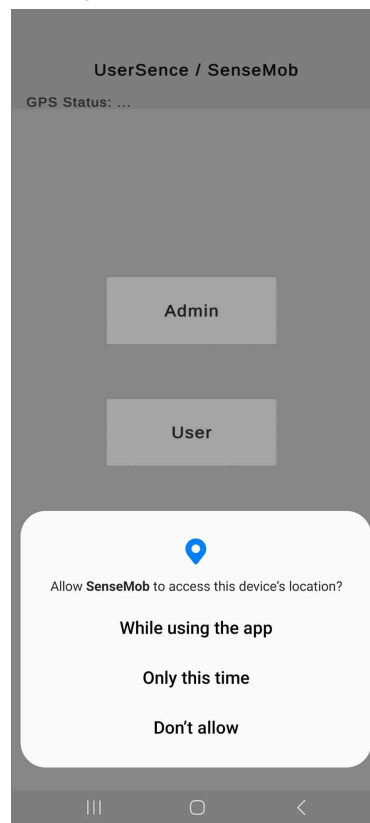 UserSence / SenseMob
GPS Status: ...
Admin
User
Allow SenseMob to access this device's location?
While using the app
Only this time
Don't allow